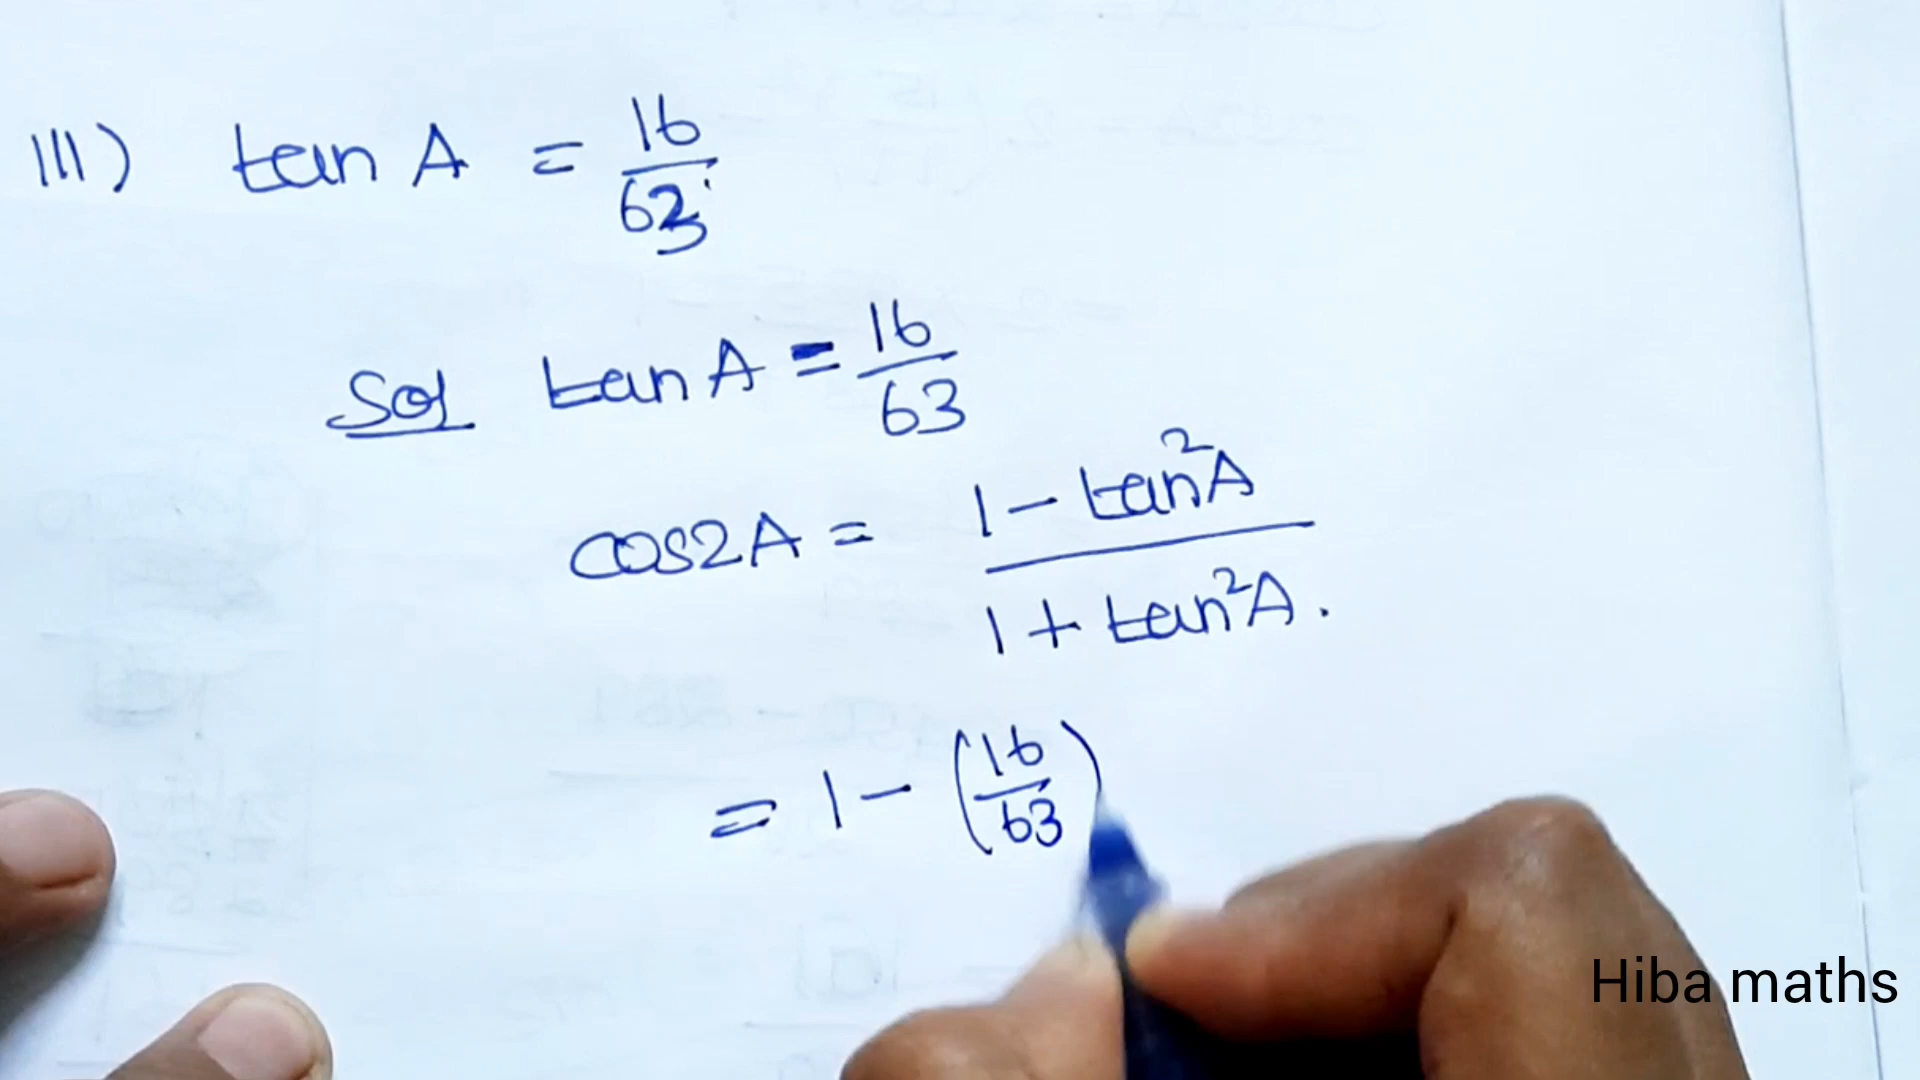 III) tan A = 16/63
Sol tan A = 16/63
cos2A = 1 - tan²A / 1 + tan²A.
= 1 - (16/63)
Hiba maths